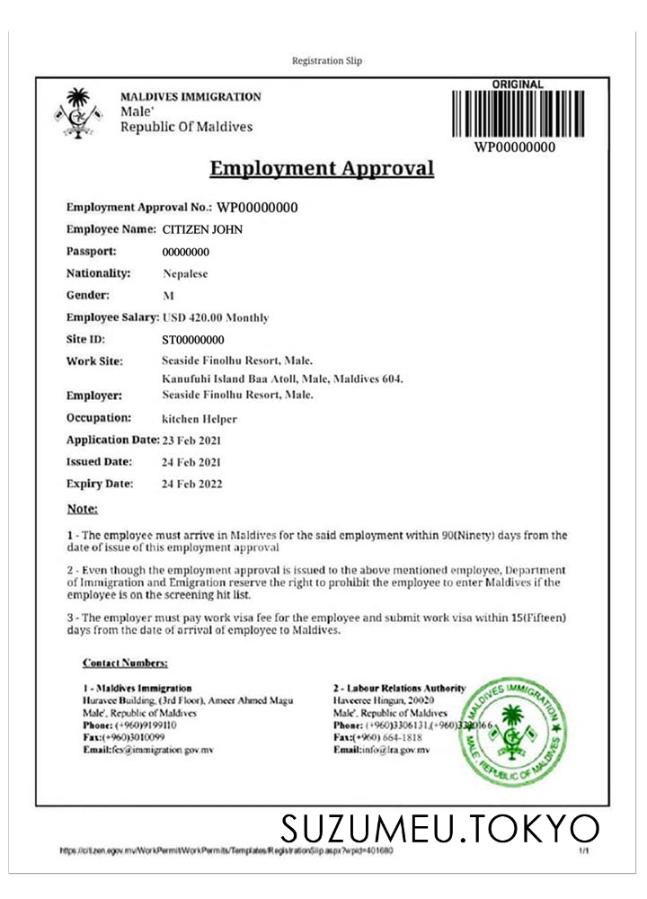 Registration Slip
ORIGINAL
MALDIVES IMMIGRATION
Male'
Republic Of Maldives
WP00000000
Employment Approval
Employment Approval No.: WP00000000
Employee Name: CITIZEN JOHN
Passport: 00000000
Nationality: Nepalese
Gender: M
Employee Salary: USD 420.00 Monthly
Site ID: ST00000000
Work Site: Seaside Finolhu Resort, Male.
Kanufuhi Island Baa Atoll, Male, Maldives 604.
Employer: Seaside Finolhu Resort, Male.
Occupation: kitchen Helper
Application Date: 23 Feb 2021
Issued Date: 24 Feb 2021
Expiry Date: 24 Feb 2022
Note:
1 - The employee must arrive in Maldives for the said employment within 90(Ninety) days from the
date of issue of this employment approval
2 - Even though the employment approval is issued to the above mentioned employee, Department
of Immigration and Emigration reserve the right to prohibit the employee to enter Maldives if the
employee is on the screening hit list.
3 - The employer must pay work visa fee for the employee and submit work visa within 15(Fifteen)
days from the date of arrival of employee to Maldives.
Contact Numbers:
1 - Maldives Immigration
Huravee Building, (3rd Floor), Ameer Ahmed Magu
Male', Republic of Maldives
Phone: (+960)9199110
Fax:(+960)3010099
Email:fes@immigration.gov.mv
2 - Labour Relations Authority
Haveeree Hingun, 20020
Male', Republic of Maldives
Phone: (+960)3306131,(+960)3330166
Fax:(+960) 664-1818
Email:info@lra.gov.mv
MALDIVES IMMIGRATION
MALE', REPUBLIC OF MALDIVES
SUZUMEU.TOKYO
https://citizen.egov.mv/WorkPermit/WorkPermits/Templates/RegistrationSlip.aspx?wpid=401680
1/1